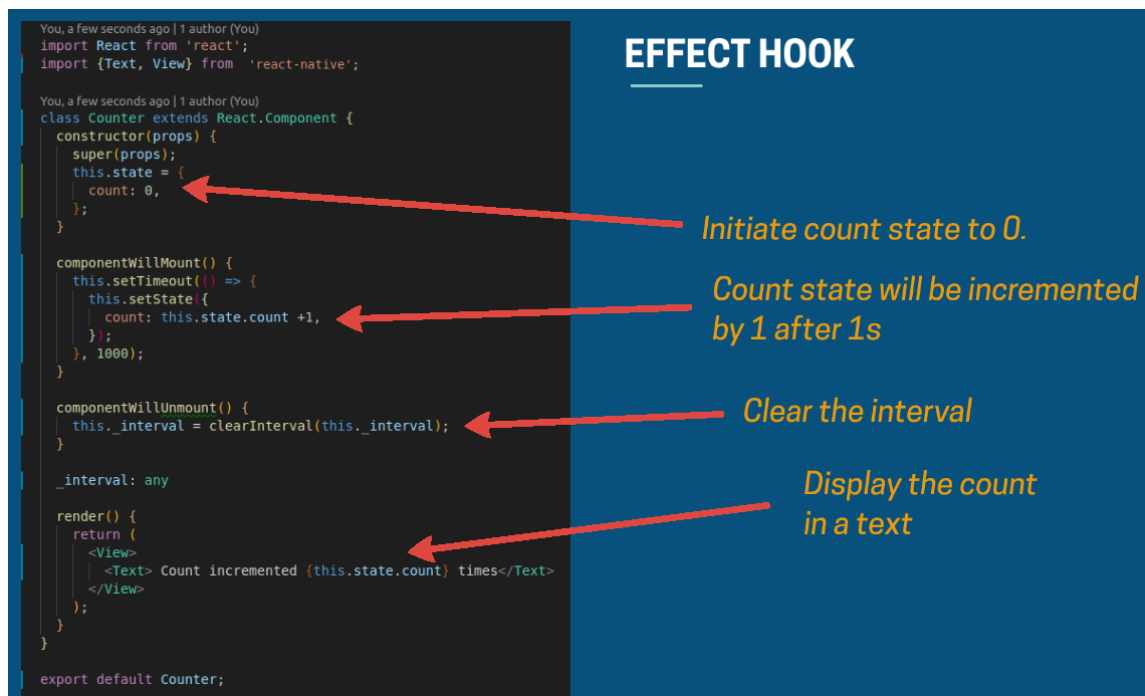 You, a few seconds ago | 1 author (You)
import React from 'react';
import {Text, View} from 'react-native';
You, a few seconds ago | 1 author (You)
class Counter extends React.Component {
constructor(props) {
super(props);
this.state = {
count: 0,
};
}
componentWillMount() {
this.setTimeout(() => {
this.setState({
count: this.state.count +1,
});
}, 1000);
}
componentWillUnmount() {
this._interval = clearInterval(this._interval);
}
_interval: any
render() {
return (
<View>
<Text> Count incremented {this.state.count} times</Text>
</View>
);
}
}
export default Counter;
EFFECT HOOK
Initiate count state to 0.
Count state will be incremented
by 1 after 1s
Clear the interval
Display the count
in a text